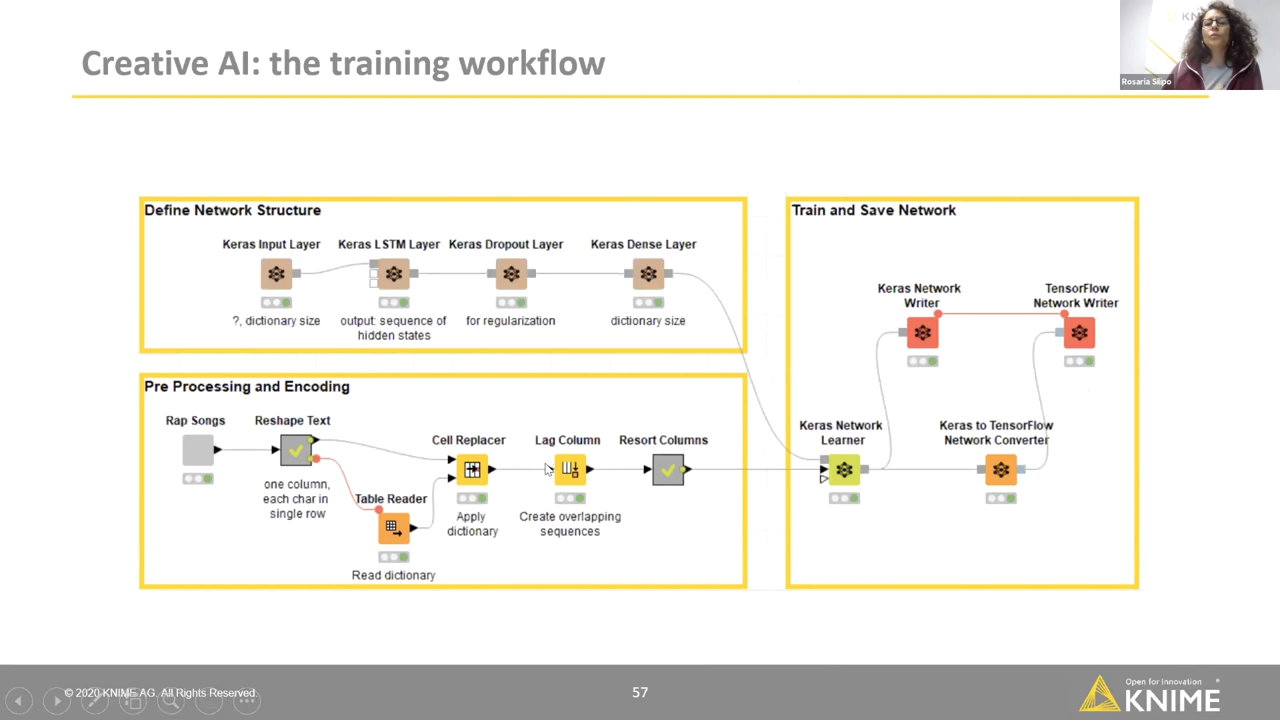 Creative AI: the training workflow
KN
Rosaria Silipo
Define Network Structure
Keras Input Layer
Keras LSTM Layer
Keras Dropout Layer
Keras Dense Layer
?, dictionary size
output: sequence of
hidden states
for regularization
dictionary size
Pre Processing and Encoding
Rap Songs
Reshape Text
one column,
each char in
single row
Table Reader
Read dictionary
Cell Replacer
Apply
dictionary
Lag Column
Create overlapping
sequences
Resort Columns
Train and Save Network
Keras Network
Writer
TensorFlow
Network Writer
Keras Network
Learner
Keras to TensorFlow
Network Converter
© 2020 KNIME AG. All Rights Reserved.
57
Open for Innovation
KNIME